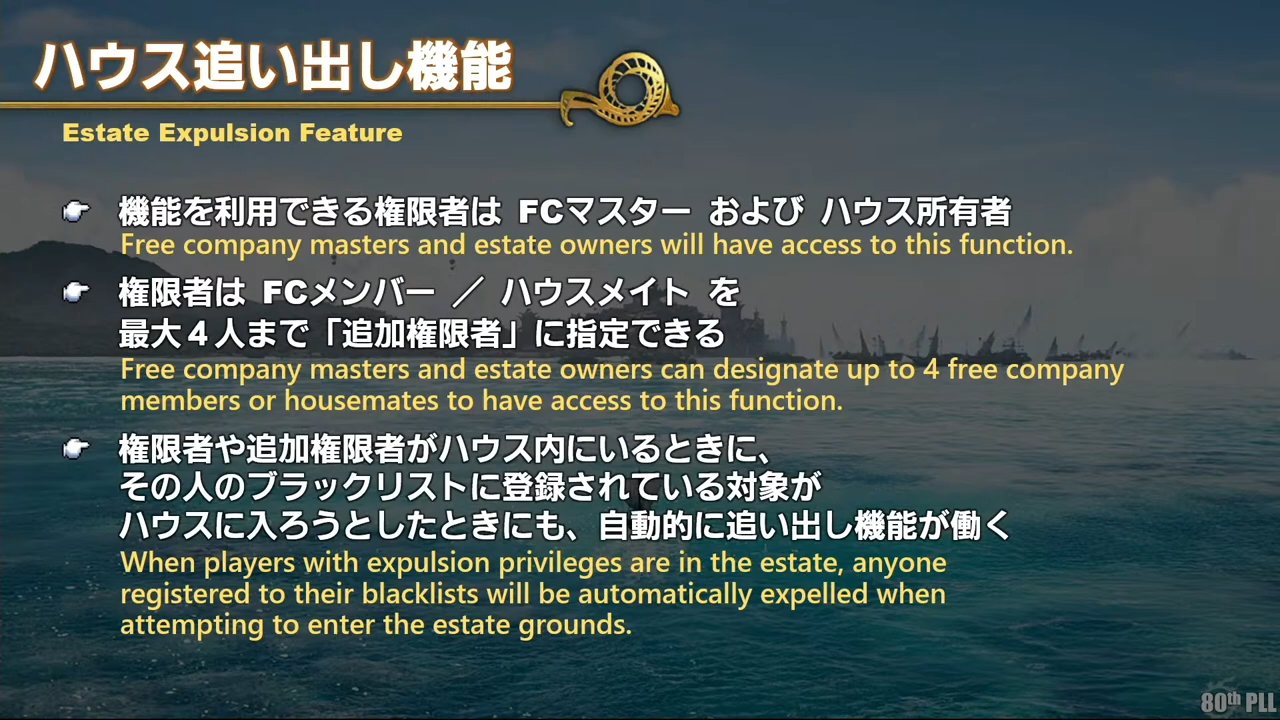 ハウス追い出し機能
Estate Expulsion Feature
機能を利用できる権限者は FCマスター および ハウス所有者
Free company masters and estate owners will have access to this function.
権限者は FCメンバー ／ ハウスメイト を
最大４人まで「追加権限者」に指定できる
Free company masters and estate owners can designate up to 4 free company
members or housemates to have access to this function.
権限者や追加権限者がハウス内にいるときに、
その人のブラックリストに登録されている対象が
ハウスに入ろうとしたときにも、自動的に追い出し機能が働く
When players with expulsion privileges are in the estate, anyone
registered to their blacklists will be automatically expelled when
attempting to enter the estate grounds.
80th PLL